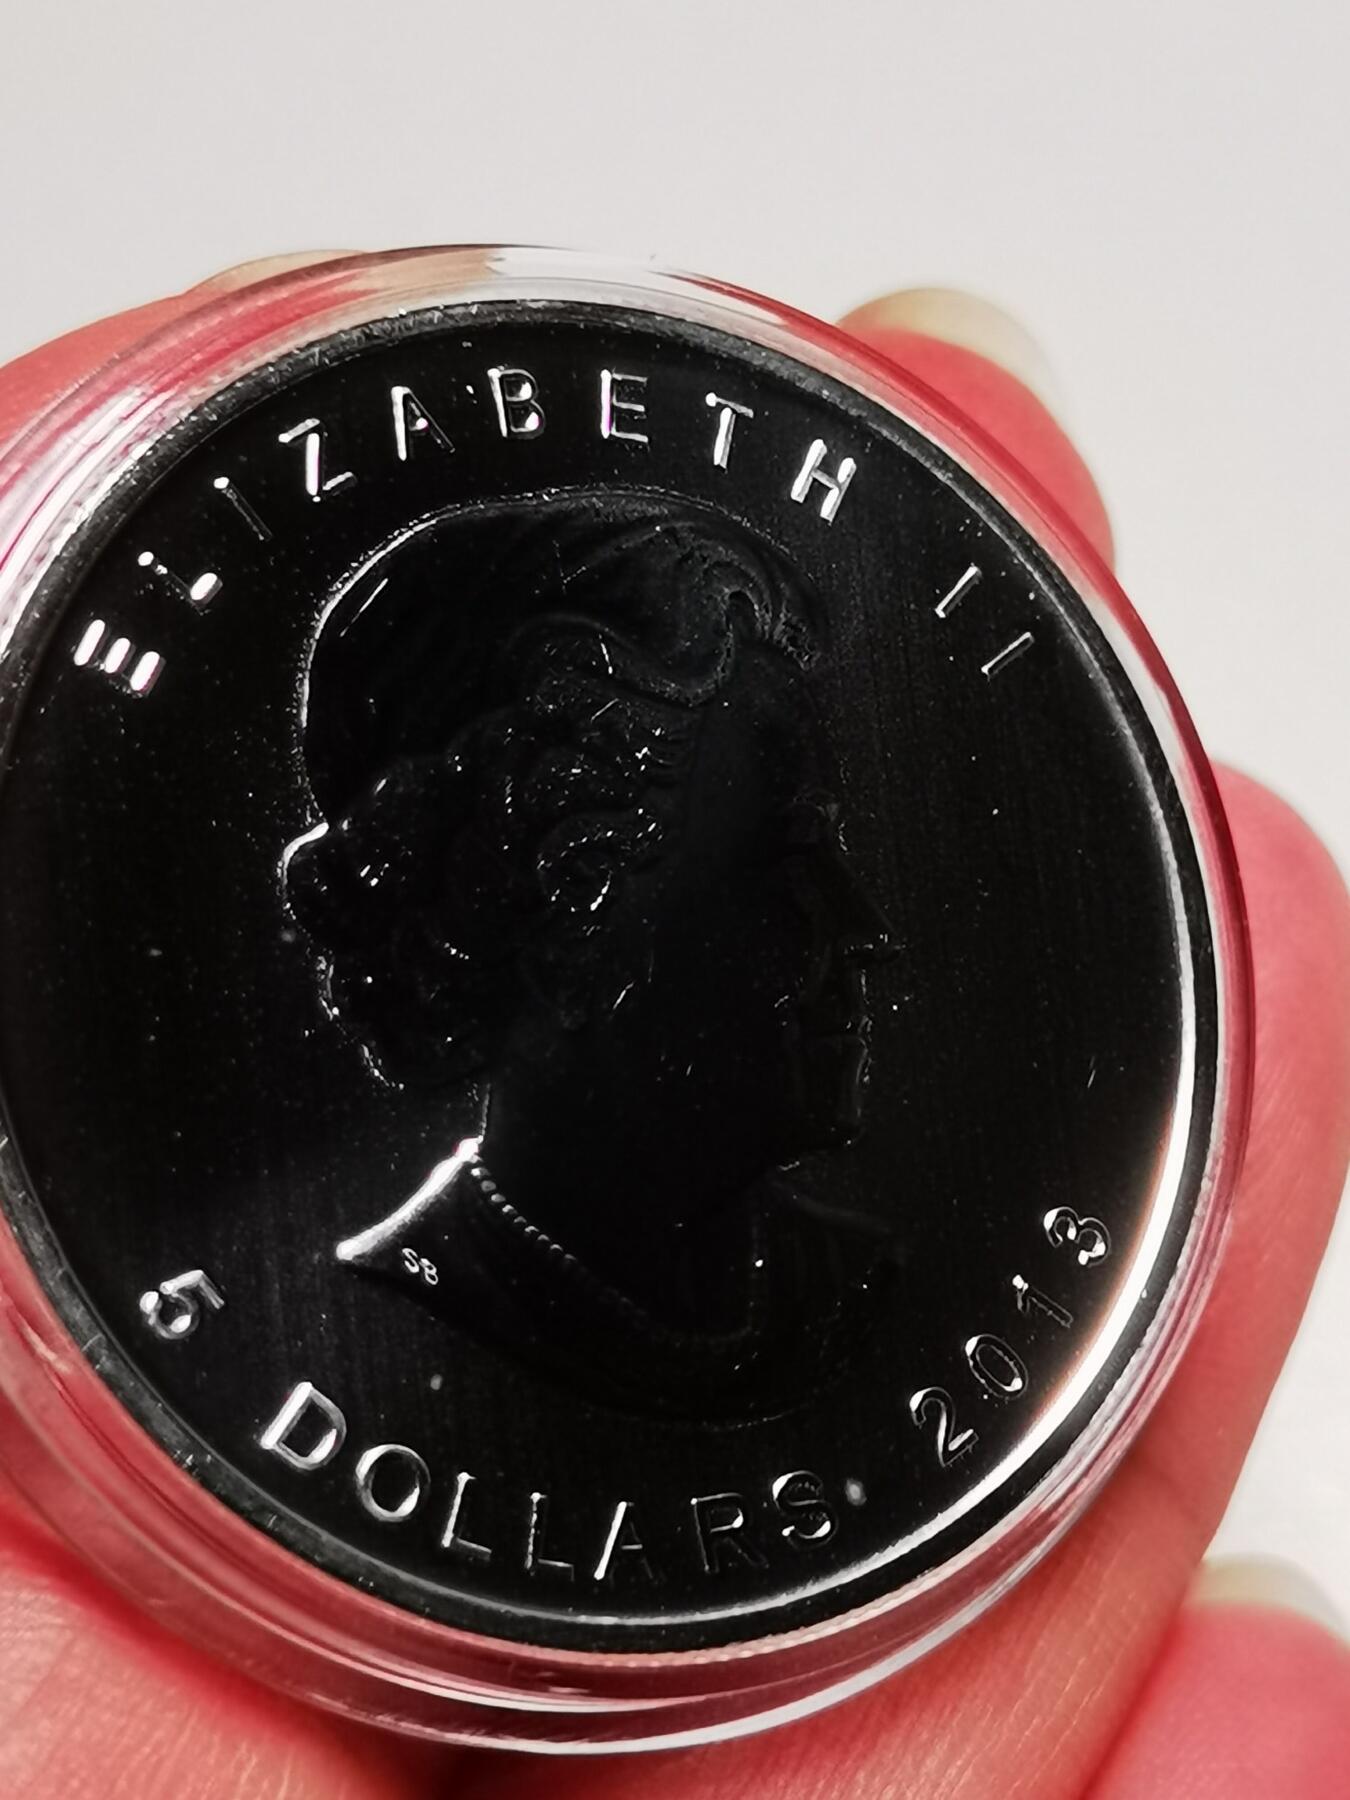 ELIZABETH II
SB
5 DOLLARS 2013